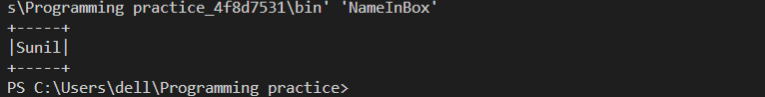 s\Programming practice_4f8d7531\bin' 'NameInBox'
+-----+
|Sunil|
+-----+
PS C:\Users\dell\Programming practice>